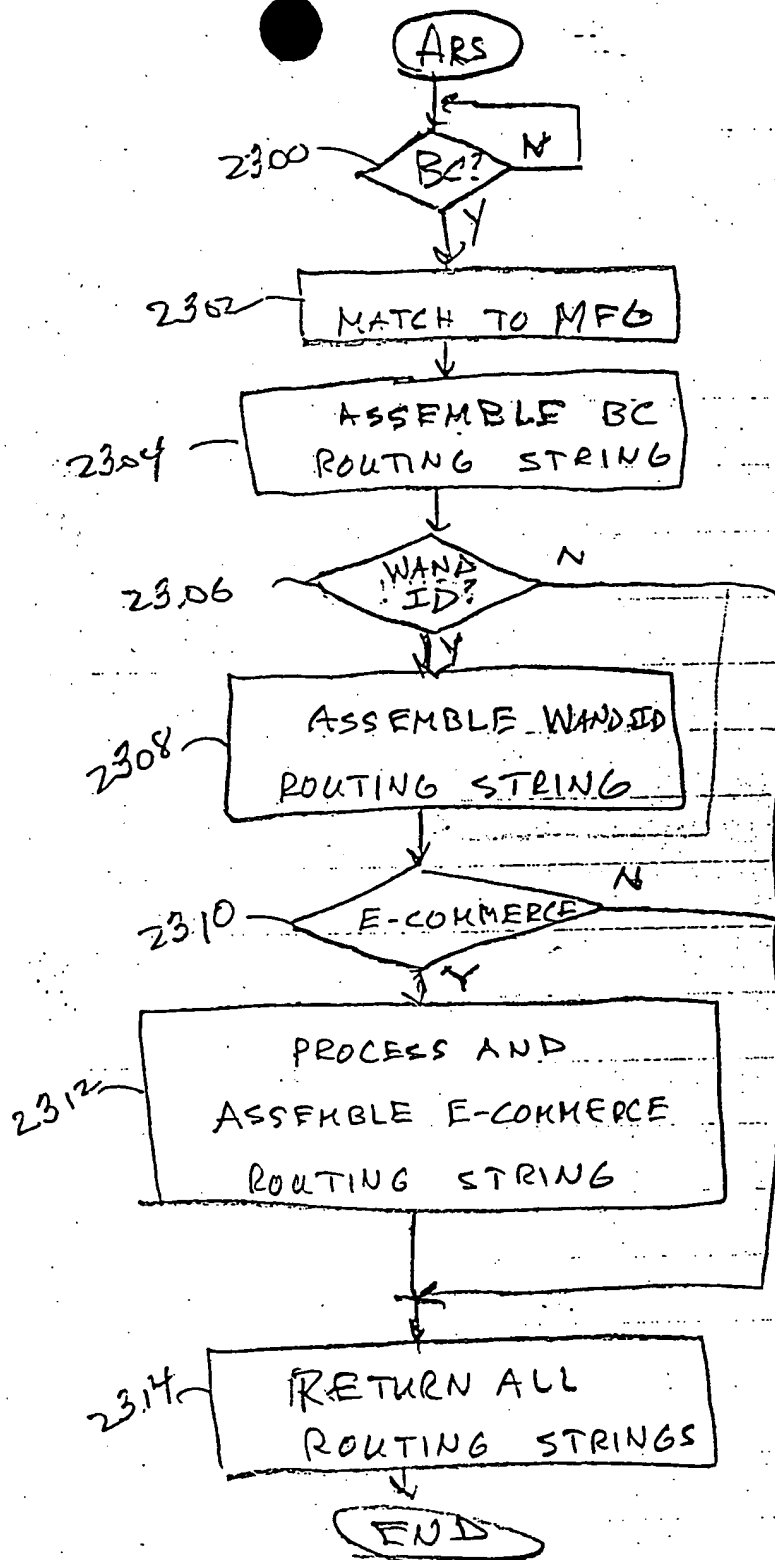 ARS
2300
BC?
N
Y
2302
MATCH TO MFG
2304
ASSEMBLE BC
ROUTING STRING
2306
WAND
ID?
N
Y
2308
ASSEMBLE WAND ID
ROUTING STRING
2310
E-COMMERCE
N
Y
2312
PROCESS AND
ASSEMBLE E-COMMERCE
ROUTING STRING
2314
RETURN ALL
ROUTING STRINGS
END